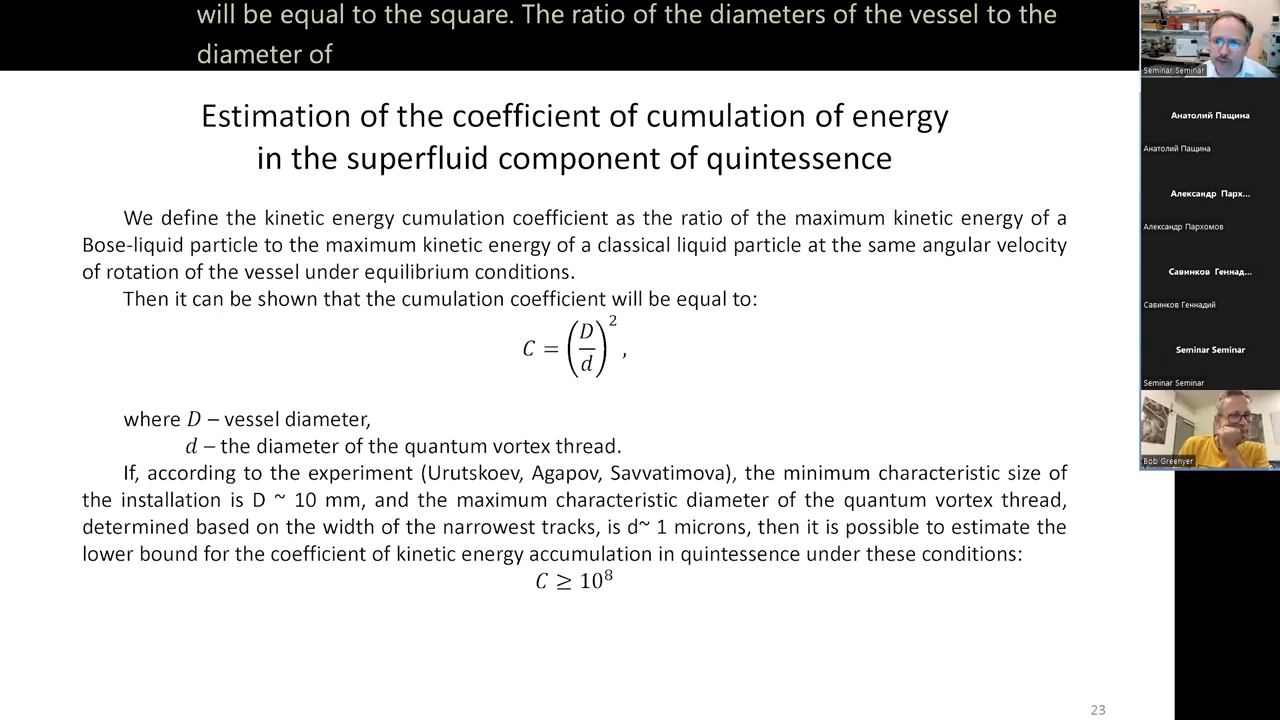 will be equal to the square. The ratio of the diameters of the vessel to the
diameter of
Estimation of the coefficient of cumulation of energy
in the superfluid component of quintessence
We define the kinetic energy cumulation coefficient as the ratio of the maximum kinetic energy of a
Bose-liquid particle to the maximum kinetic energy of a classical liquid particle at the same angular velocity
of rotation of the vessel under equilibrium conditions.
Then it can be shown that the cumulation coefficient will be equal to:
C = (D/d)²,
where D – vessel diameter,
d – the diameter of the quantum vortex thread.
If, according to the experiment (Urutskoev, Agapov, Savvatimova), the minimum characteristic size of
the installation is D ~ 10 mm, and the maximum characteristic diameter of the quantum vortex thread,
determined based on the width of the narrowest tracks, is d~ 1 microns, then it is possible to estimate the
lower bound for the coefficient of kinetic energy accumulation in quintessence under these conditions:
C ≥ 10⁸
23
Seminar Seminar
Анатолий Пащина
Анатолий Пащина
Александр Парх...
Александр Пархомов
Савинков Геннад...
Савинков Геннадий
Seminar Seminar
Seminar Seminar
Bob Greenyer